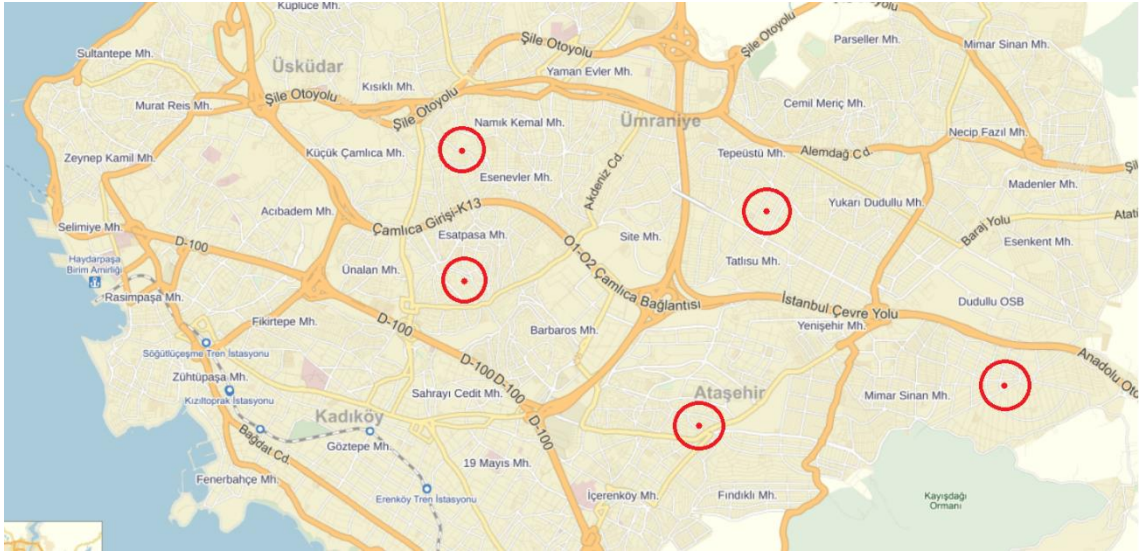 Küplüce Mh.
Şile Otoyolu
Parseller Mh.
Mimar Sinan Mh.
Sultantepe Mh.
Şile Otoyolu
Üsküdar
Yaman Evler Mh.
Kısıklı Mh.
Murat Reis Mh.
Şile Otoyolu
Şile Otoyolu
Cemil Meriç Mh.
Namık Kemal Mh.
Ümraniye
Necip Fazıl Mh.
Zeynep Kamil Mh.
Küçük Çamlıca Mh.
Tepeüstü Mh.
Alemdağ Cd.
Esenevler Mh.
Akdeniz Cd.
Madenler Mh.
Yukarı Dudullu Mh.
Acıbadem Mh.
Çamlıca Girişi-K13
Selimiye Mh.
D-100
Esatpasa Mh.
Site Mh.
Baraj Yolu
Esenkent Mh.
Haydarpaşa
Birim Amirliği
Ünalan Mh.
O1-O2 Çamlıca Bağlantısı
Tatlısu Mh.
Rasimpaşa Mh.
İstanbul Çevre Yolu
Dudullu OSB
Fikirtepe Mh.
D-100
Barbaros Mh.
Yenişehir Mh.
Söğütlüçeşme Tren İstasyonu
D-100
D-100
Zühtüpaşa Mh.
Kızıltoprak İstasyonu
Sahrayı Cedit Mh.
Ataşehir
Mimar Sinan Mh.
Kadıköy
D-100
Bağdat Cd.
Göztepe Mh.
19 Mayıs Mh.
Fenerbahçe Mh.
Erenköy Tren İstasyonu
İçerenköy Mh.
Fındıklı Mh.
Kayışdağı
Ormanı